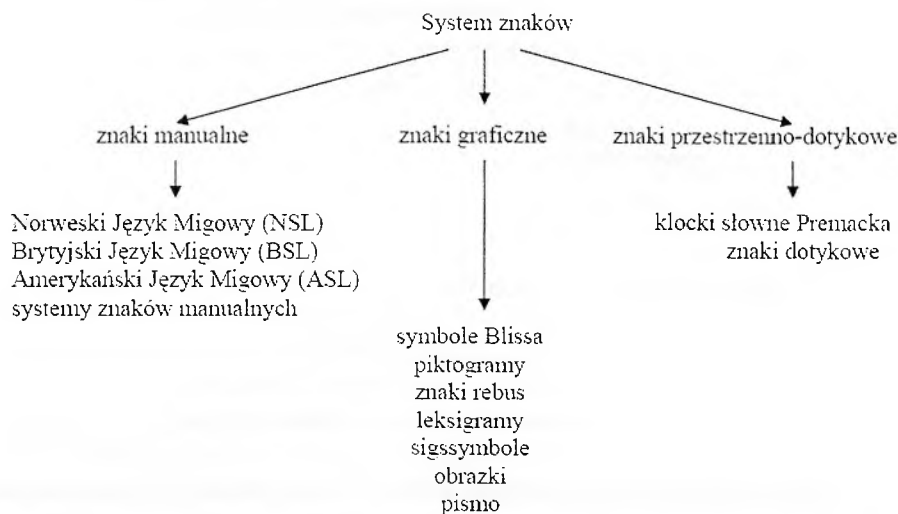 System znaków
znaki manualne
znaki graficzne
znaki przestrzenno-dotykowe
Norweski Język Migowy (NSL)
Brytyjski Język Migowy (BSL)
Amerykański Język Migowy (ASL)
systemy znaków manualnych
symbole Blissa
piktogramy
znaki rebus
leksigramy
sigssymbole
obrazki
pismo
klocki słowne Premacka
znaki dotykowe